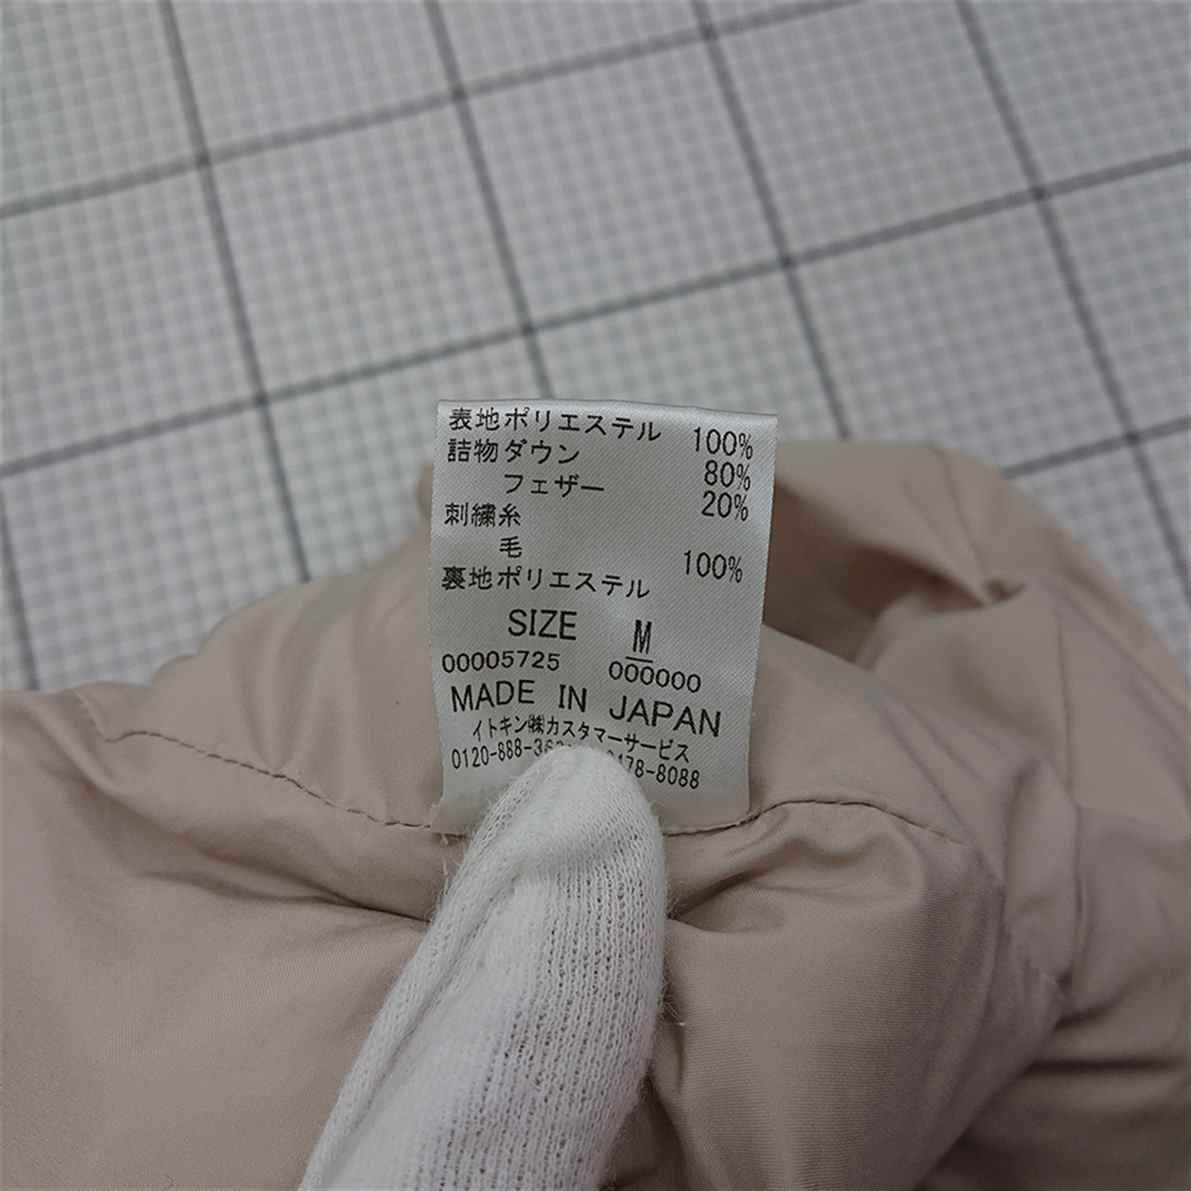 表地ポリエステル 100%
詰物ダウン 80%
フェザー 20%
刺繍糸
毛 100%
裏地ポリエステル
SIZE M
00005725 000000
MADE IN JAPAN
イトキン㈱カスタマーサービス
0120-888-36 478-8088